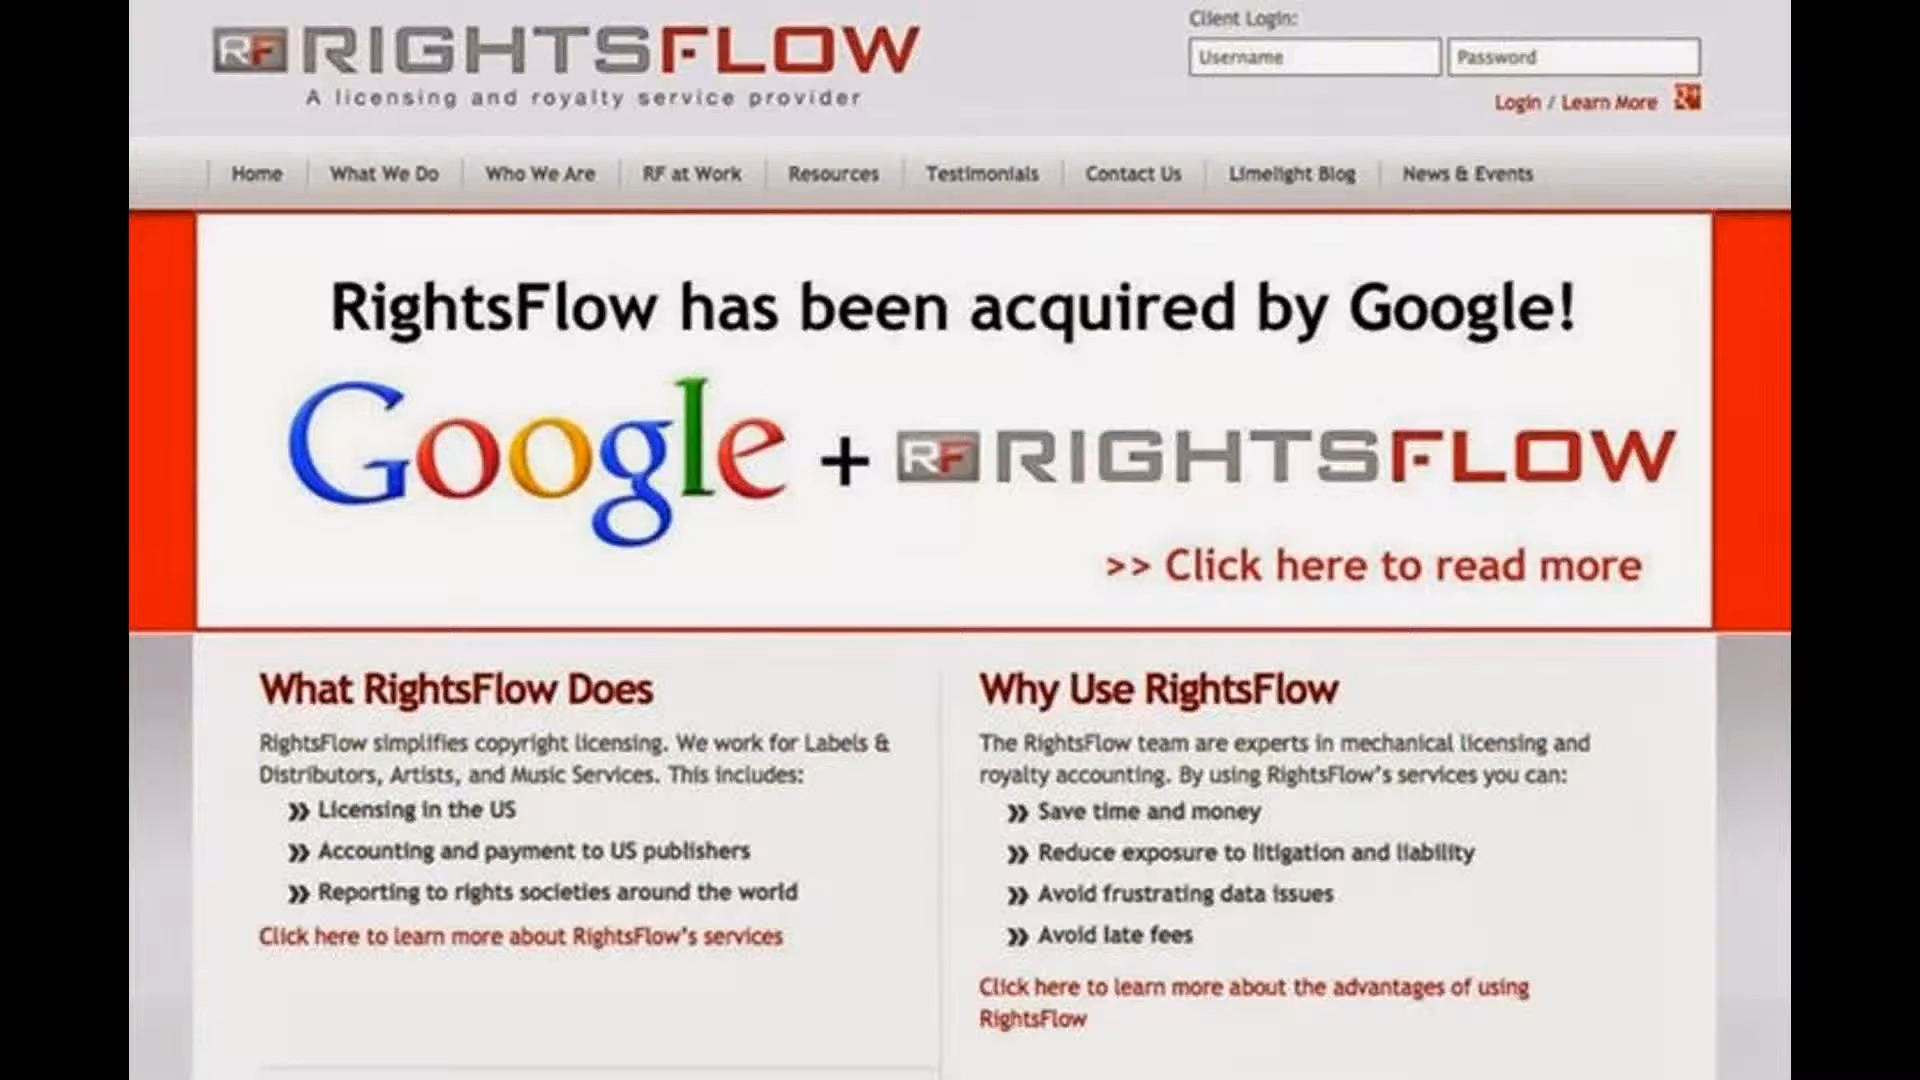 RF RIGHTSFLOW
A licensing and royalty service provider
Client Login:
Username Password
Login / Learn More
Home What We Do Who We Are RF at Work Resources Testimonials Contact Us Limelight Blog News & Events
RightsFlow has been acquired by Google!
Google + RF RIGHTSFLOW
>> Click here to read more
What RightsFlow Does
RightsFlow simplifies copyright licensing. We work for Labels &
Distributors, Artists, and Music Services. This includes:
Licensing in the US
Accounting and payment to US publishers
Reporting to rights societies around the world
Click here to learn more about RightsFlow's services
Why Use RightsFlow
The RightsFlow team are experts in mechanical licensing and
royalty accounting. By using RightsFlow's services you can:
Save time and money
Reduce exposure to litigation and liability
Avoid frustrating data issues
Avoid late fees
Click here to learn more about the advantages of using
RightsFlow